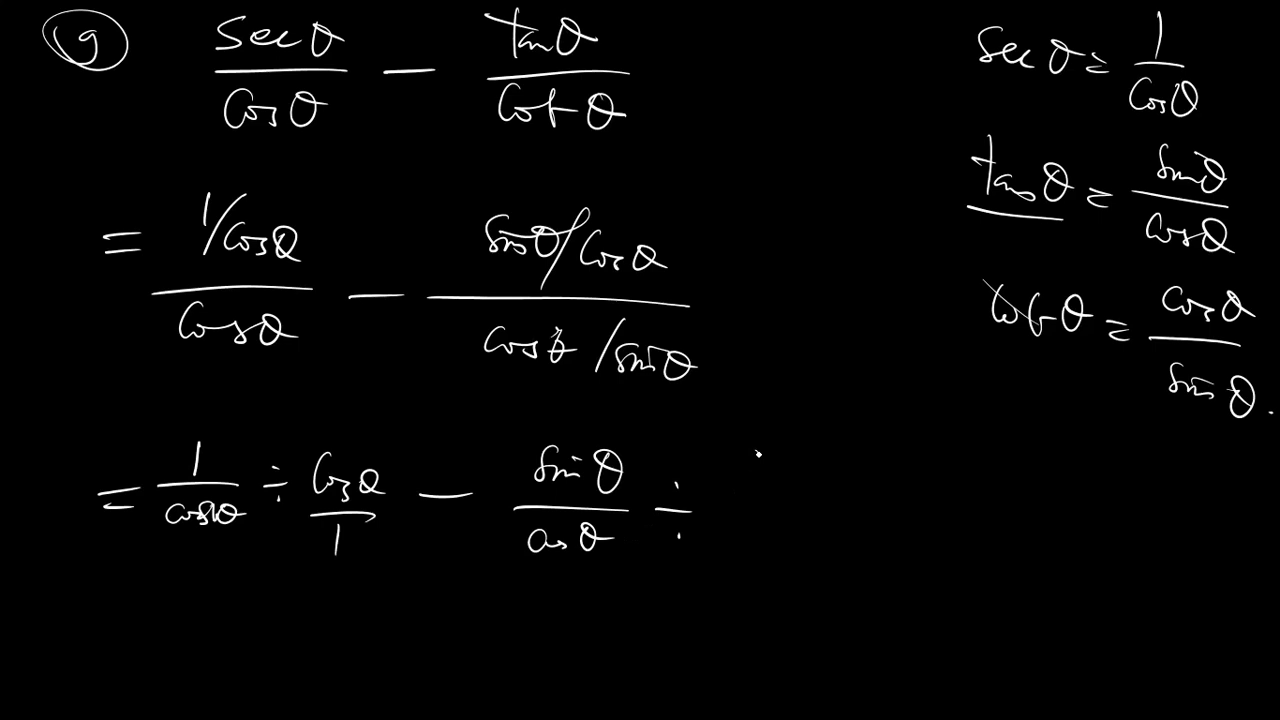 9 secθ/cosθ − tanθ/cotθ
= (1/cosθ)/cosθ − (sinθ/cosθ)/(cosθ/sinθ)
= 1/cosθ ÷ cosθ/1 − sinθ/cosθ ÷
secθ = 1/cosθ
tanθ = sinθ/cosθ
cotθ = cosθ/sinθ.